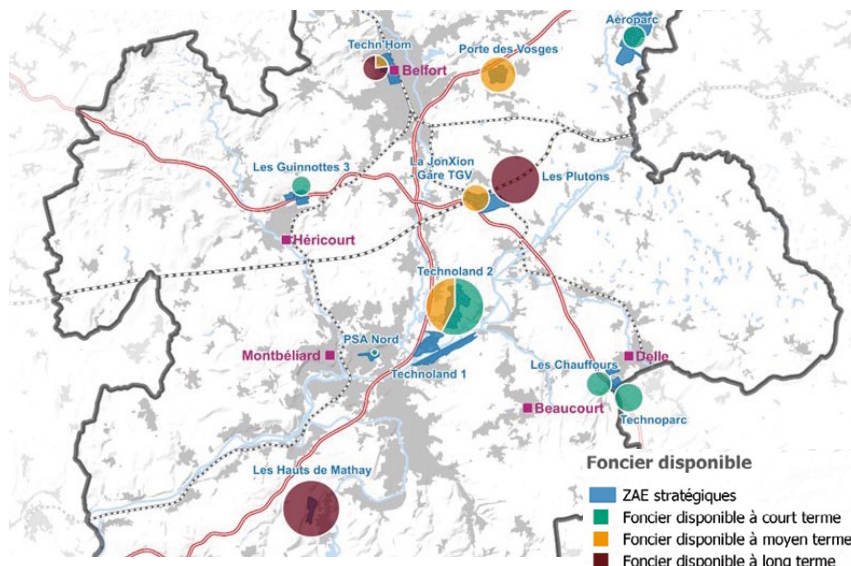 Aéroparc
Techn'Hom
Porte des Vosges
Belfort
La JonXion
Gare TGV
Les Guinnottes 3
Les Plutons
Héricourt
Technoland 2
PSA Nord
Montbéliard
Technoland 1
Les Chauffours
Delle
Beaucourt
Technoparc
Les Hauts de Mathay
Foncier disponible
ZAE stratégiques
Foncier disponible à court terme
Foncier disponible à moyen terme
Foncier disponible à long terme